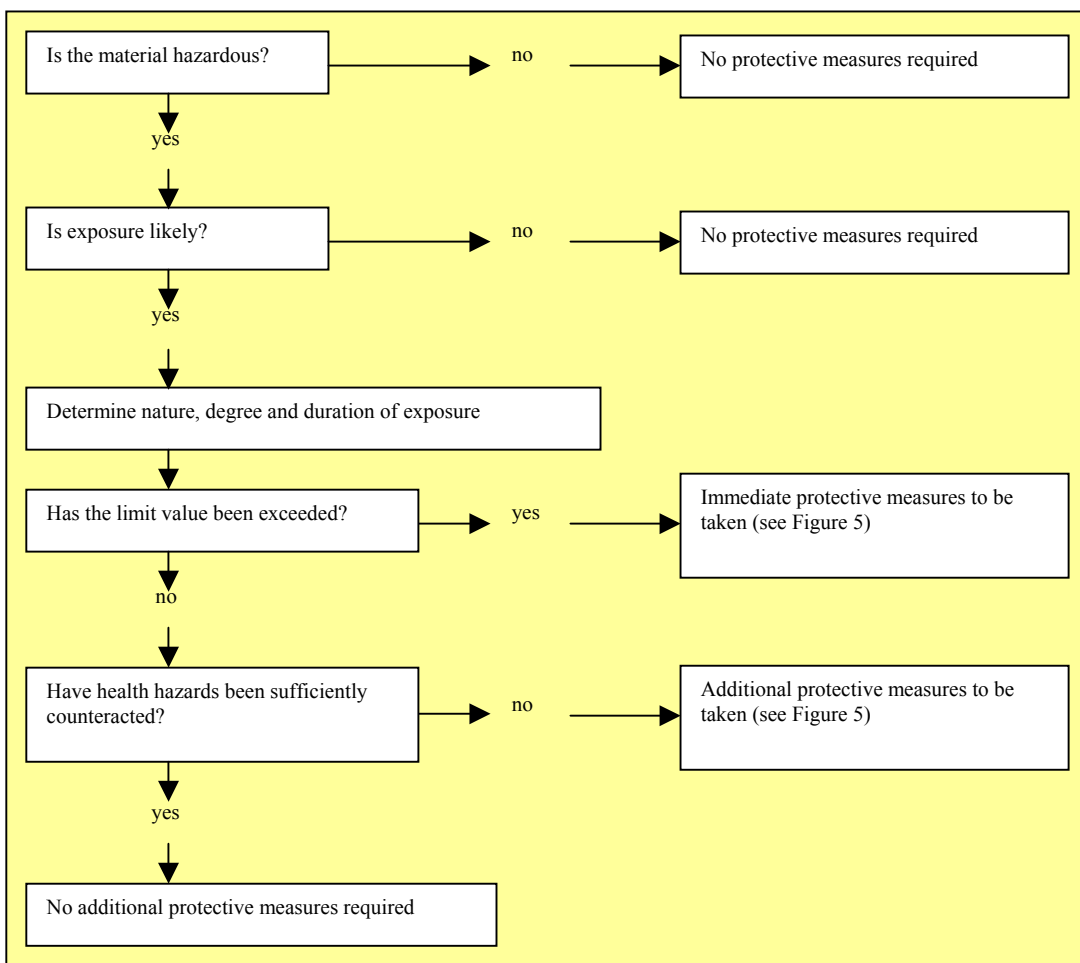 Is the material hazardous?
no
No protective measures required
yes
Is exposure likely?
no
No protective measures required
yes
Determine nature, degree and duration of exposure
Has the limit value been exceeded?
yes
Immediate protective measures to be
taken (see Figure 5)
no
Have health hazards been sufficiently
counteracted?
no
Additional protective measures to be
taken (see Figure 5)
yes
No additional protective measures required